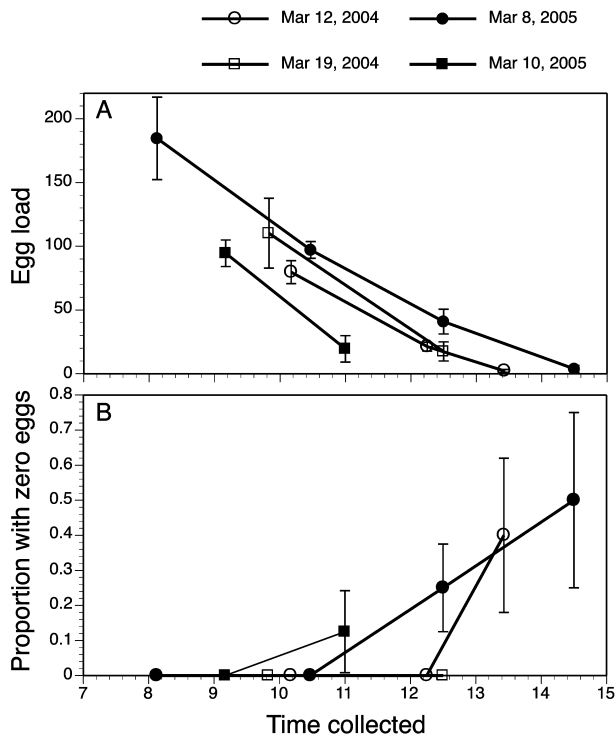 Mar 12, 2004 Mar 8, 2005
Mar 19, 2004 Mar 10, 2005
A
200
150
100
50
0
Egg load
B
0.8
0.7
0.6
0.5
0.4
0.3
0.2
0.1
0
Proportion with zero eggs
7 8 9 10 11 12 13 14 15
Time collected